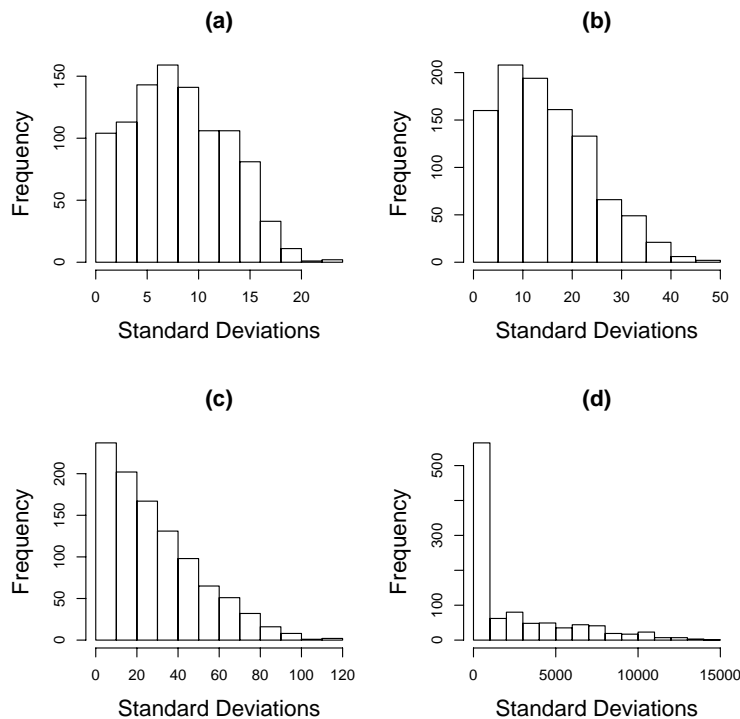 (a)
Frequency
0
50
100
150
0 5 10 15 20
Standard Deviations
(b)
Frequency
0
50
100
150
200
0 10 20 30 40 50
Standard Deviations
(c)
Frequency
0
50
100
150
200
0 20 40 60 80 100 120
Standard Deviations
(d)
Frequency
0
100
300
500
0 5000 10000 15000
Standard Deviations